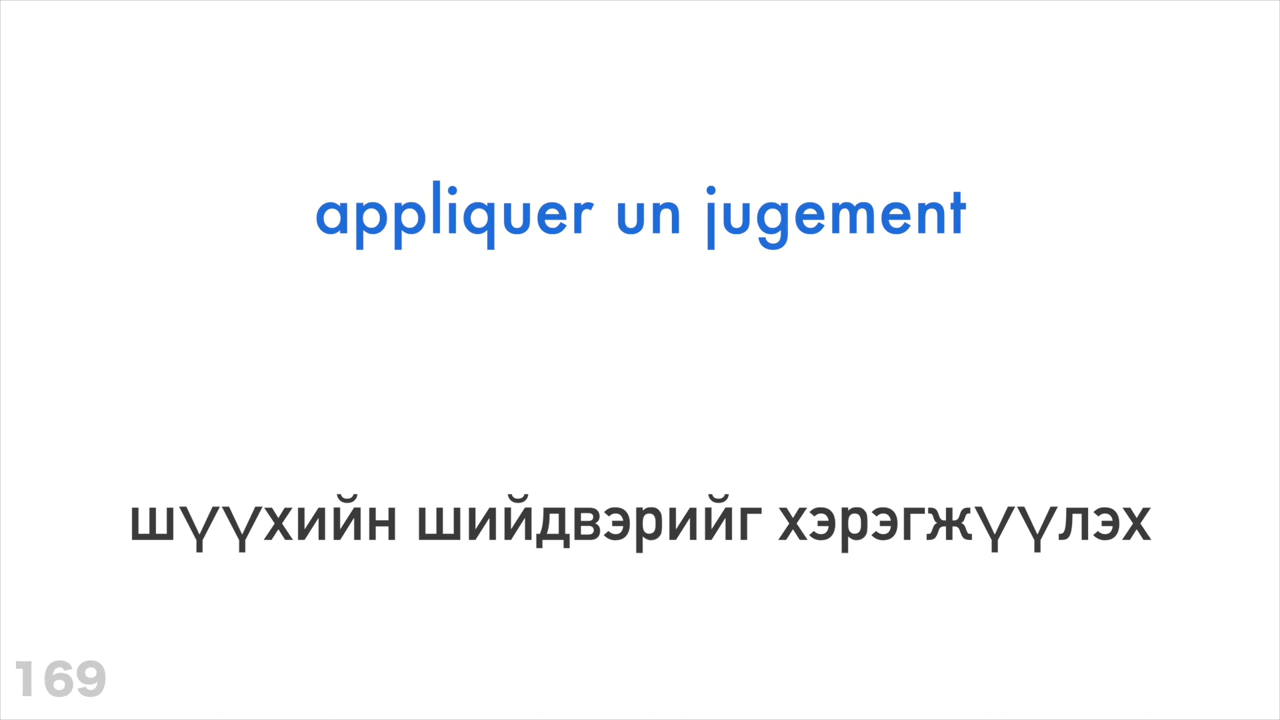 appliquer un jugement
шүүхийн шийдвэрийг хэрэгжүүлэх
169